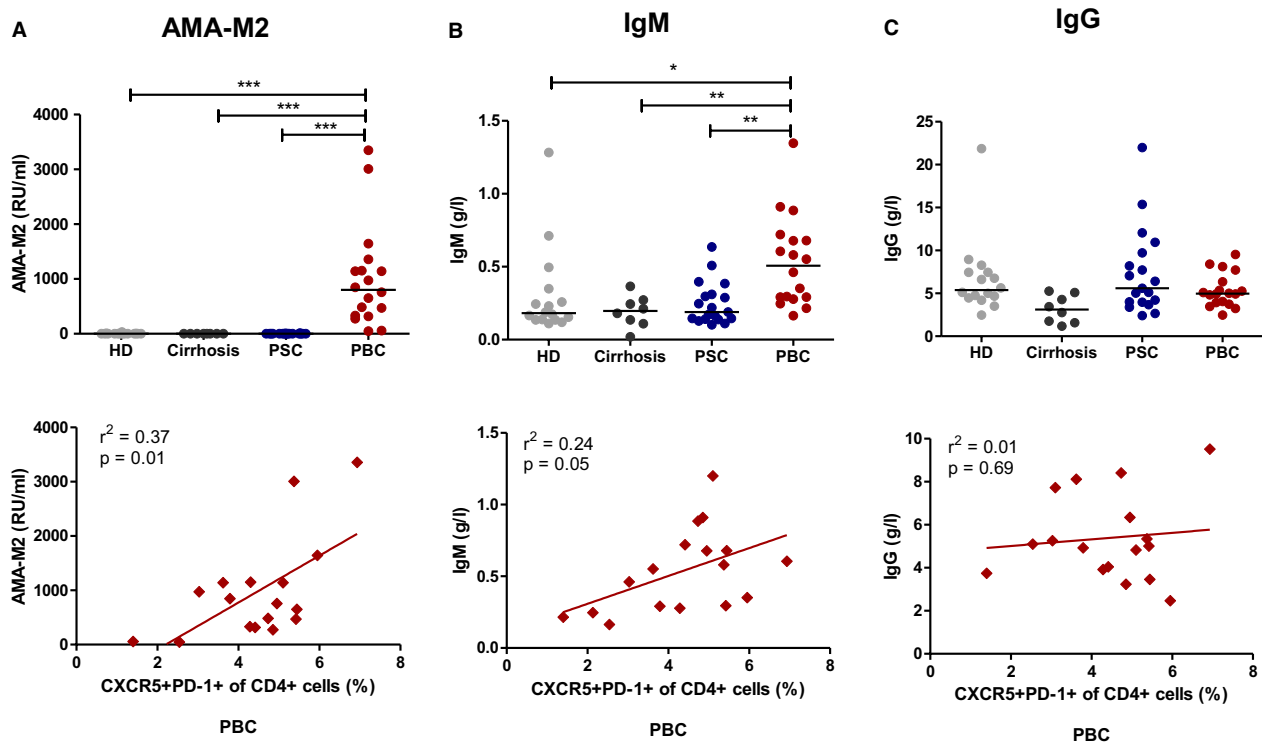 A
AMA-M2
B
IgM
C
IgG
***
***
***
AMA-M2 (RU/ml)
4000
3000
2000
1000
0
HD
Cirrhosis
PSC
PBC
*
**
**
IgM (g/l)
1.5
1.0
0.5
0.0
HD
Cirrhosis
PSC
PBC
IgG (g/l)
25
20
15
10
5
0
HD
Cirrhosis
PSC
PBC
r² = 0.37
p = 0.01
AMA-M2 (RU/ml)
4000
3000
2000
1000
0
0
2
4
6
8
CXCR5+PD-1+ of CD4+ cells (%)
PBC
r² = 0.24
p = 0.05
IgM (g/l)
1.5
1.0
0.5
0.0
0
2
4
6
8
CXCR5+PD-1+ of CD4+ cells (%)
PBC
r² = 0.01
p = 0.69
IgG (g/l)
10
8
6
4
2
0
0
2
4
6
8
CXCR5+PD-1+ of CD4+ cells (%)
PBC